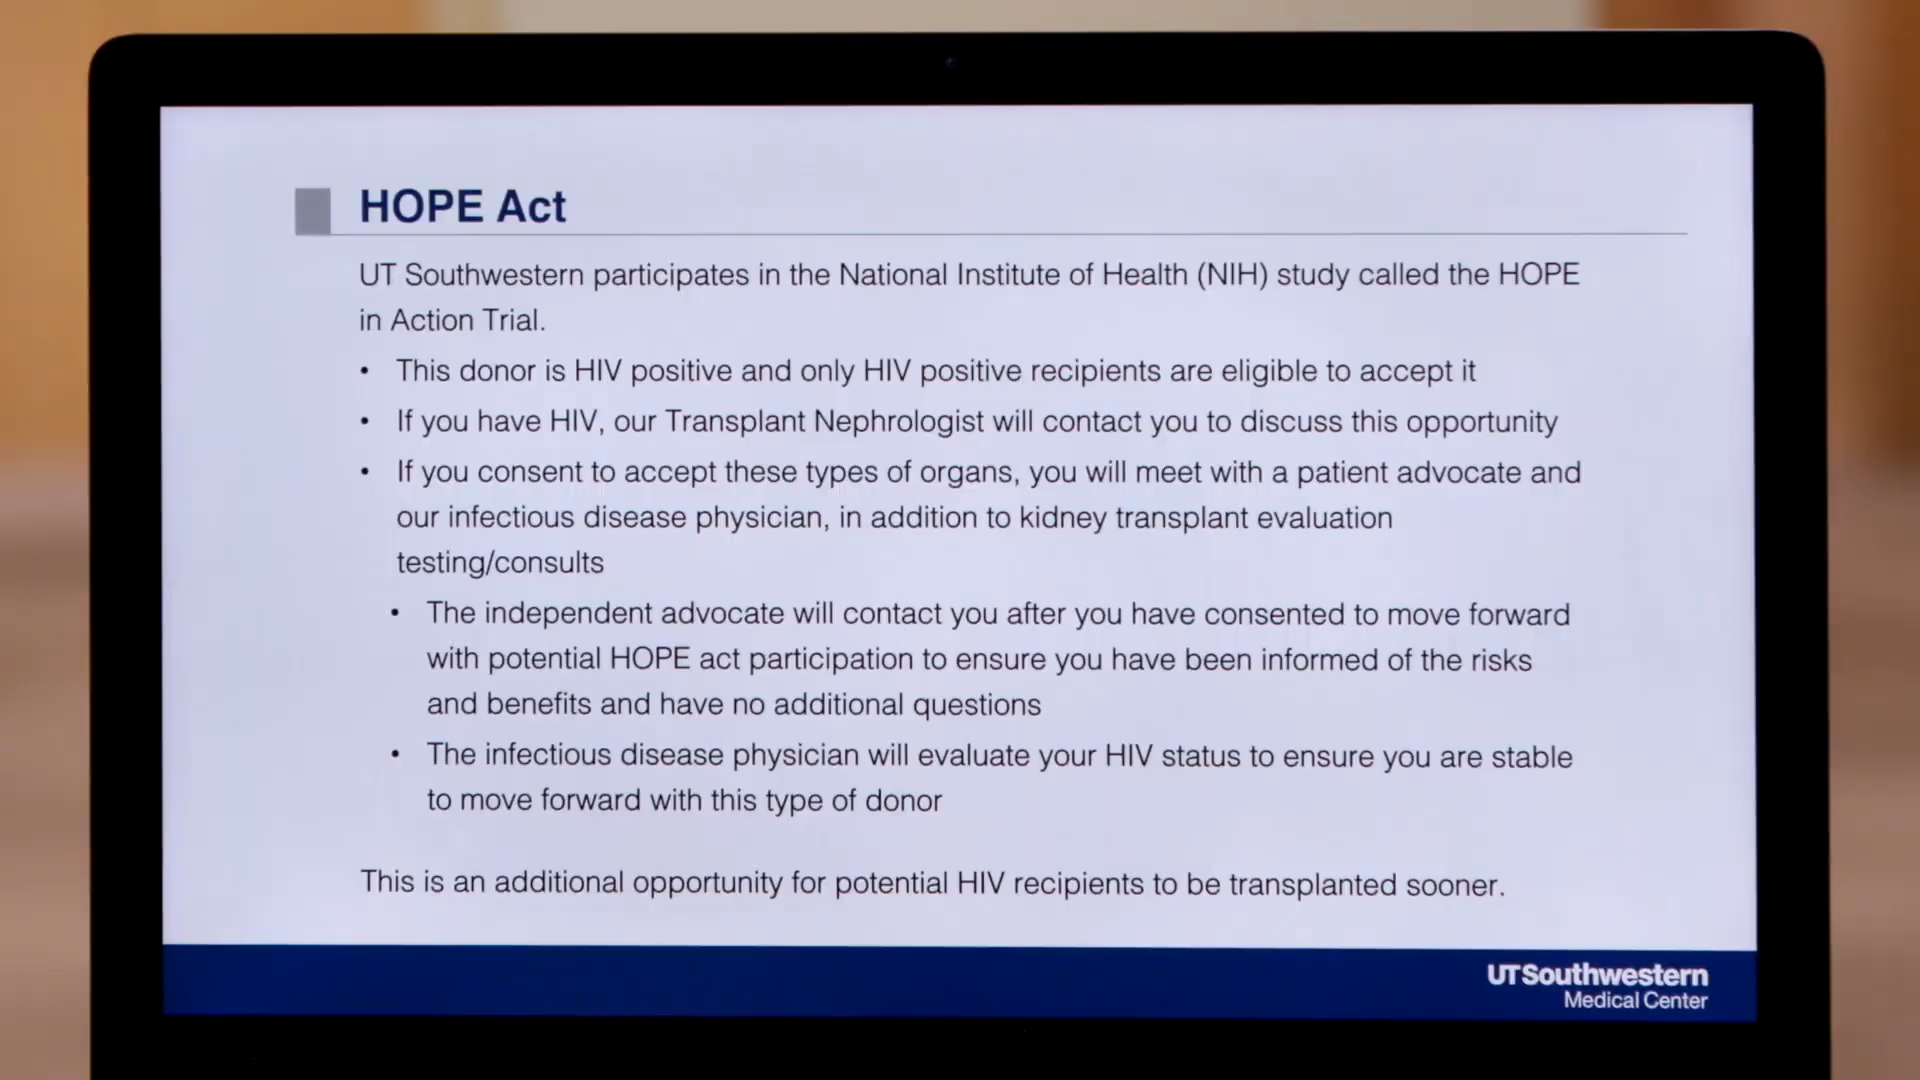 HOPE Act
UT Southwestern participates in the National Institute of Health (NIH) study called the HOPE
in Action Trial.
• This donor is HIV positive and only HIV positive recipients are eligible to accept it
• If you have HIV, our Transplant Nephrologist will contact you to discuss this opportunity
• If you consent to accept these types of organs, you will meet with a patient advocate and
our infectious disease physician, in addition to kidney transplant evaluation
testing/consults
• The independent advocate will contact you after you have consented to move forward
with potential HOPE act participation to ensure you have been informed of the risks
and benefits and have no additional questions
• The infectious disease physician will evaluate your HIV status to ensure you are stable
to move forward with this type of donor
This is an additional opportunity for potential HIV recipients to be transplanted sooner.
UTSouthwestern
Medical Center